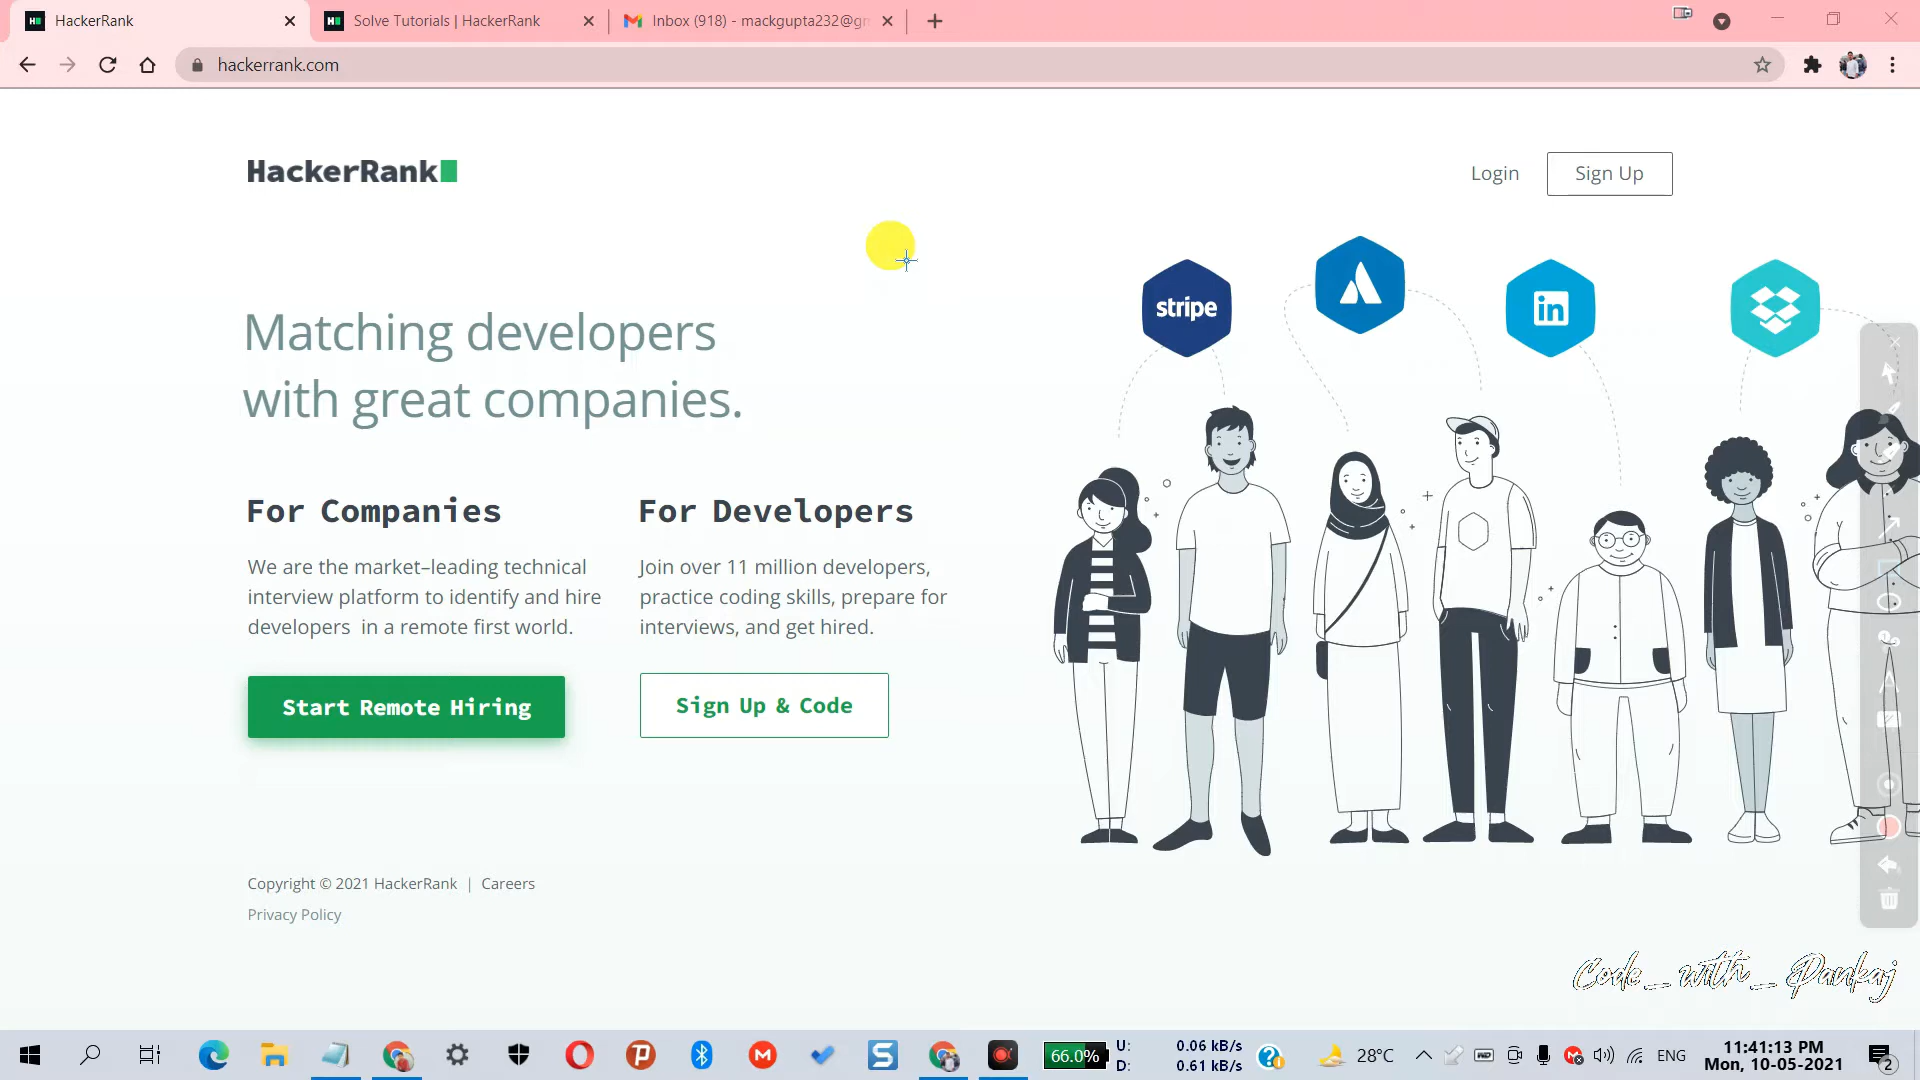 HackerRank
Solve Tutorials | HackerRank
Inbox (918) - mackgupta232@gm
hackerrank.com
HackerRank
Login
Sign Up
stripe
in
Matching developers
with great companies.
For Companies
We are the market–leading technical
interview platform to identify and hire
developers in a remote first world.
Start Remote Hiring
For Developers
Join over 11 million developers,
practice coding skills, prepare for
interviews, and get hired.
Sign Up & Code
Copyright © 2021 HackerRank | Careers
Privacy Policy
Code_with_Pankaj
66.0%
U: 0.06 kB/s
D: 0.61 kB/s
28°C
ENG
11:41:13 PM
Mon, 10-05-2021
2